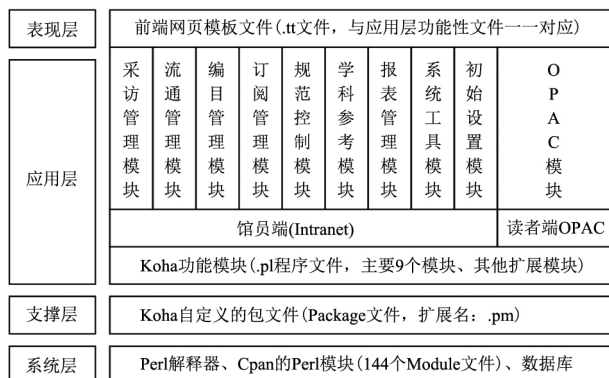 表现层
前端网页模板文件(.tt文件，与应用层功能性文件一一对应)
应用层
采访管理模块
流通管理模块
编目管理模块
订阅管理模块
规范控制模块
学科参考模块
报表管理模块
系统工具模块
初始设置模块
OPAC模块
馆员端(Intranet)
读者端OPAC
Koha功能模块(.pl程序文件，主要9个模块、其他扩展模块)
支撑层
Koha自定义的包文件(Package文件，扩展名：.pm)
系统层
Perl解释器、Cpan的Perl模块(144个Module文件)、数据库